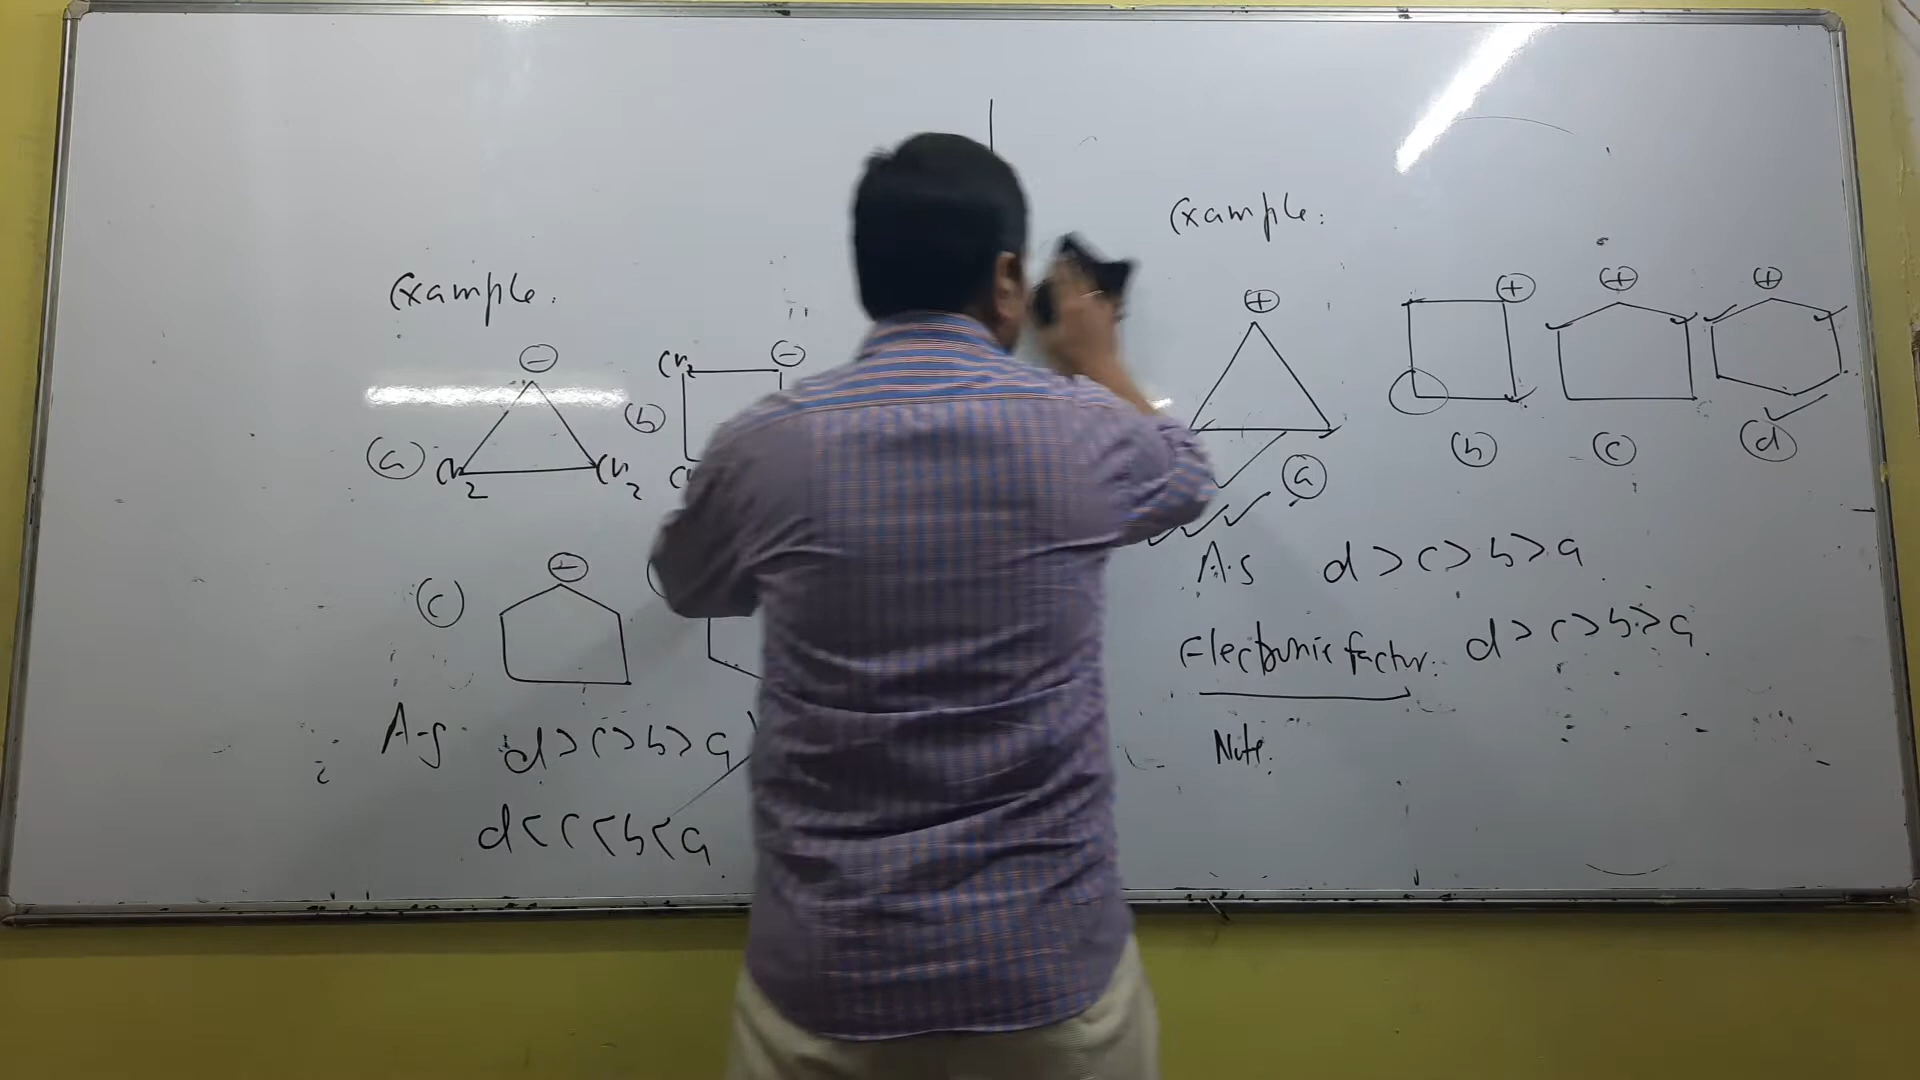 Example:
⊖
CH2 ⊖
(b)
(a) CH2 CH2
(c) ⊖
A.S d > c > b > a
d < c < b < a
Example:
⊕ ⊕ ⊕ ⊕
(a) (b) (c) (d)
A.S d > c > b > a
Electronic factor: d > c > b > a
Note: